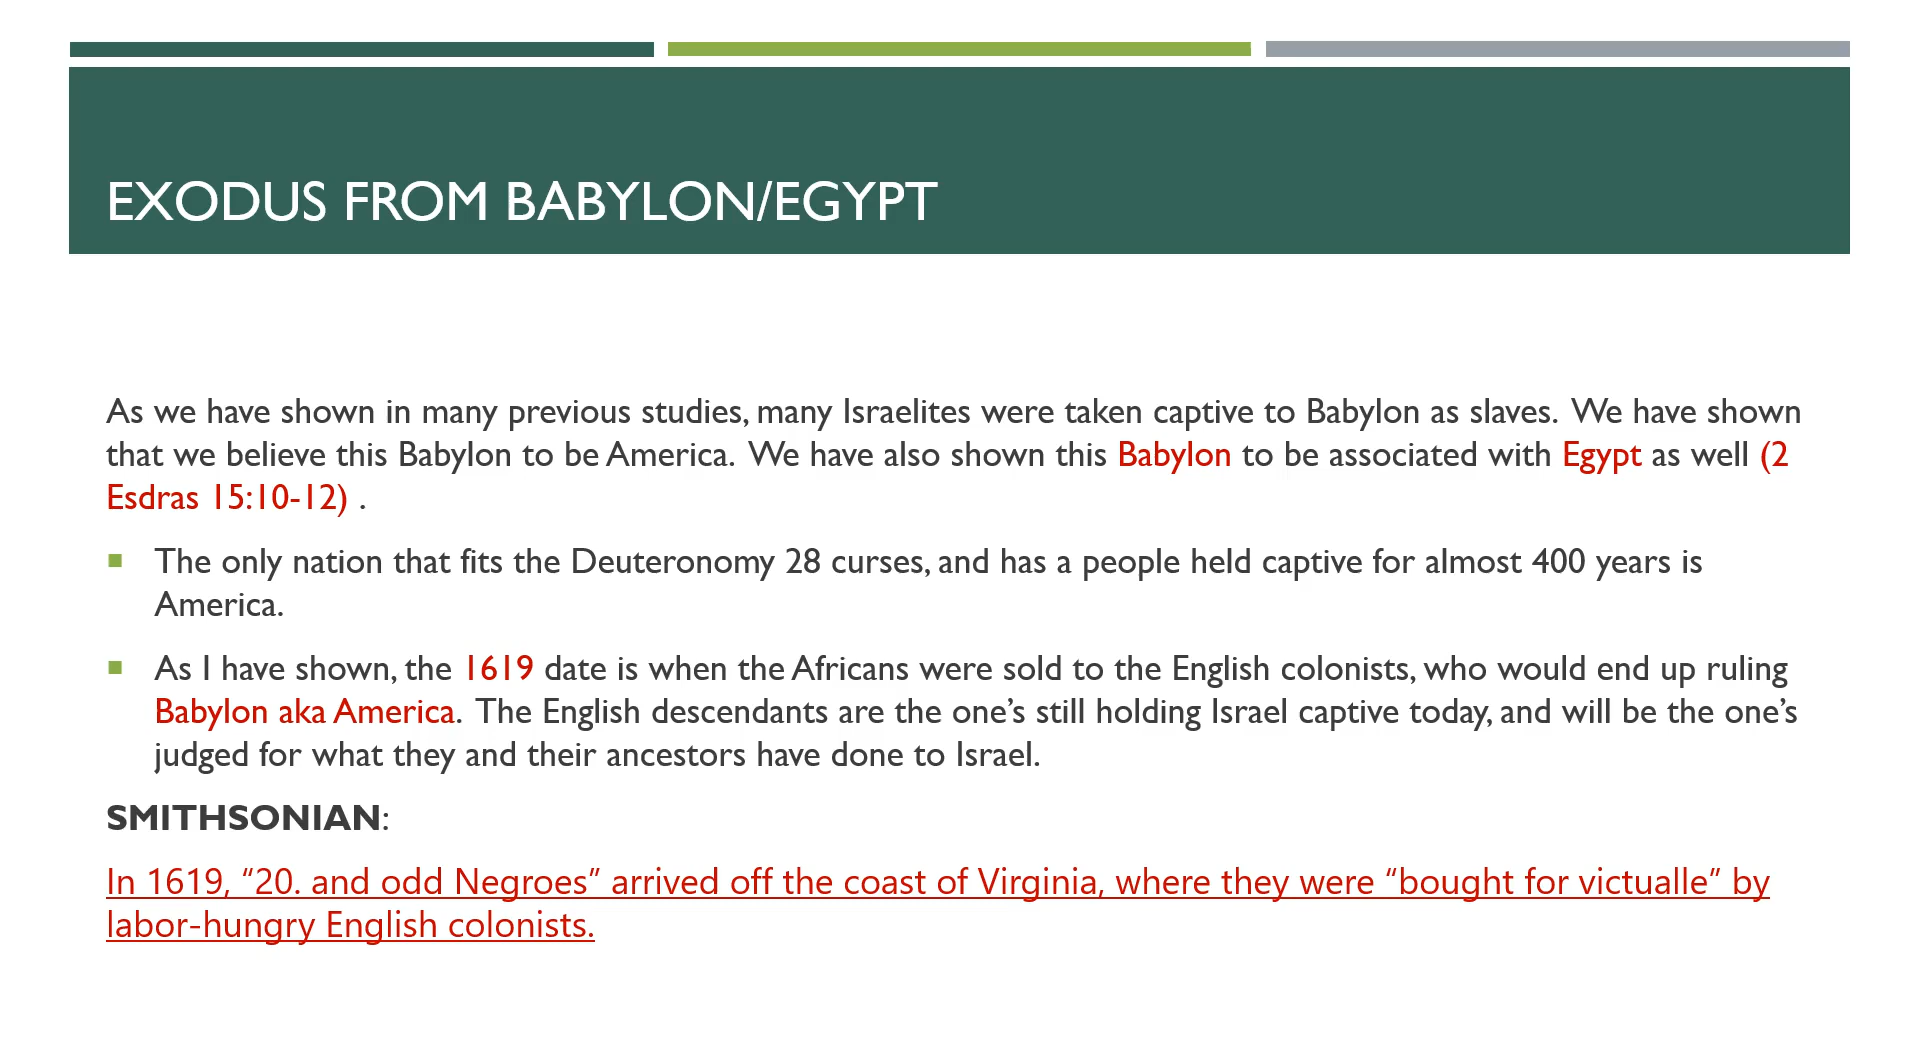 EXODUS FROM BABYLON/EGYPT
As we have shown in many previous studies, many Israelites were taken captive to Babylon as slaves.  We have shown
that we believe this Babylon to be America.  We have also shown this Babylon to be associated with Egypt as well (2
Esdras 15:10-12) .
▪ The only nation that fits the Deuteronomy 28 curses, and has a people held captive for almost 400 years is
America.
▪ As I have shown, the 1619 date is when the Africans were sold to the English colonists, who would end up ruling
Babylon aka America.  The English descendants are the one’s still holding Israel captive today, and will be the one’s
judged for what they and their ancestors have done to Israel.
SMITHSONIAN:
In 1619, “20. and odd Negroes” arrived off the coast of Virginia, where they were “bought for victualle” by
labor-hungry English colonists.